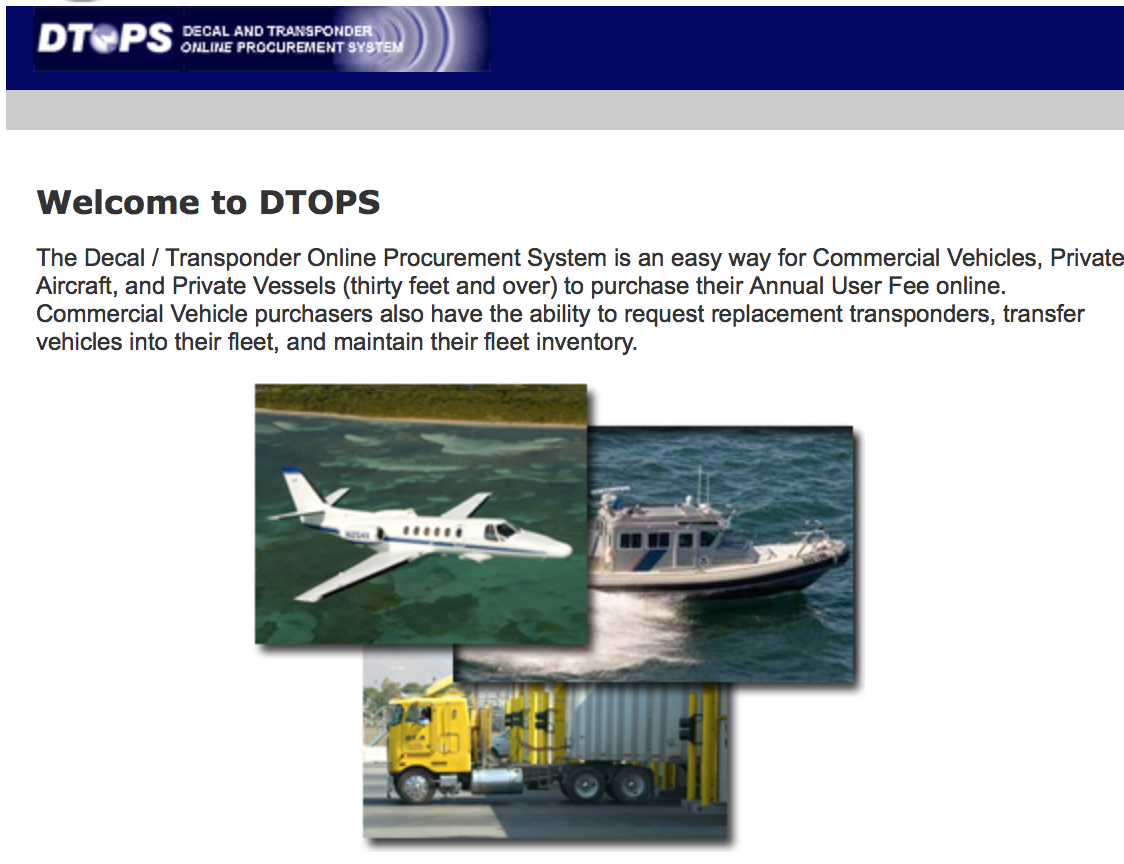 DTOPS DECAL AND TRANSPONDER
ONLINE PROCUREMENT SYSTEM
Welcome to DTOPS
The Decal / Transponder Online Procurement System is an easy way for Commercial Vehicles, Private
Aircraft, and Private Vessels (thirty feet and over) to purchase their Annual User Fee online.
Commercial Vehicle purchasers also have the ability to request replacement transponders, transfer
vehicles into their fleet, and maintain their fleet inventory.